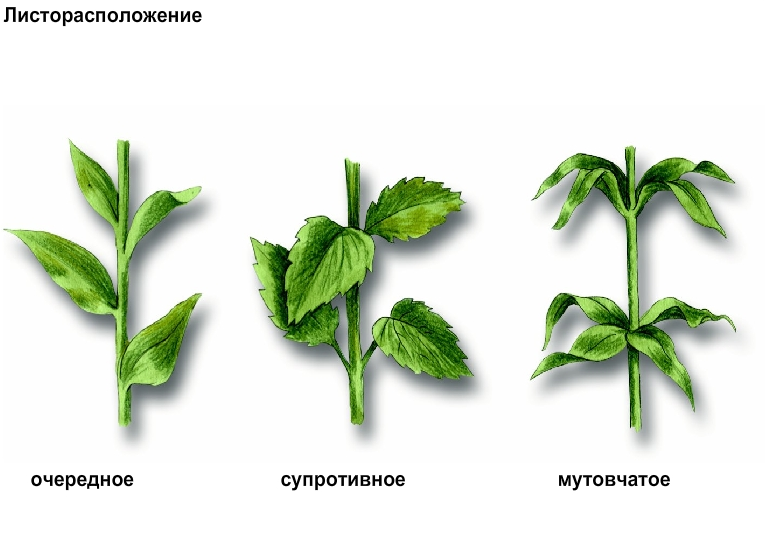 Листорасположение
очередное
супротивное
мутовчатое